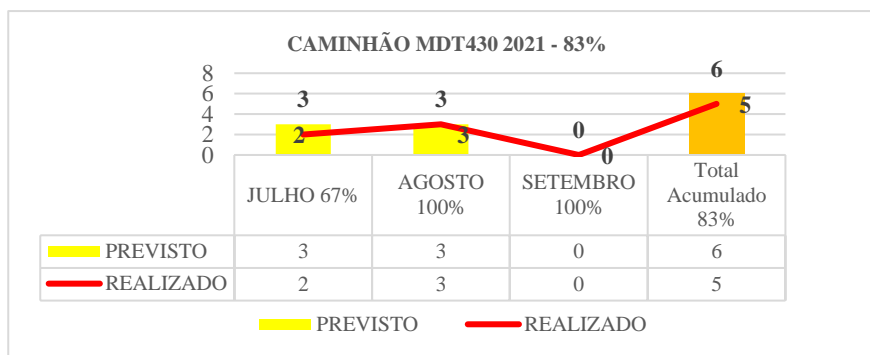 CAMINHÃO MDT430 2021 - 83%
8
6
4
2
0
3
3
0
6
2
3
0
5
JULHO 67%
AGOSTO
100%
SETEMBRO
100%
Total
Acumulado
83%
PREVISTO 3 3 0 6
REALIZADO 2 3 0 5
PREVISTO REALIZADO